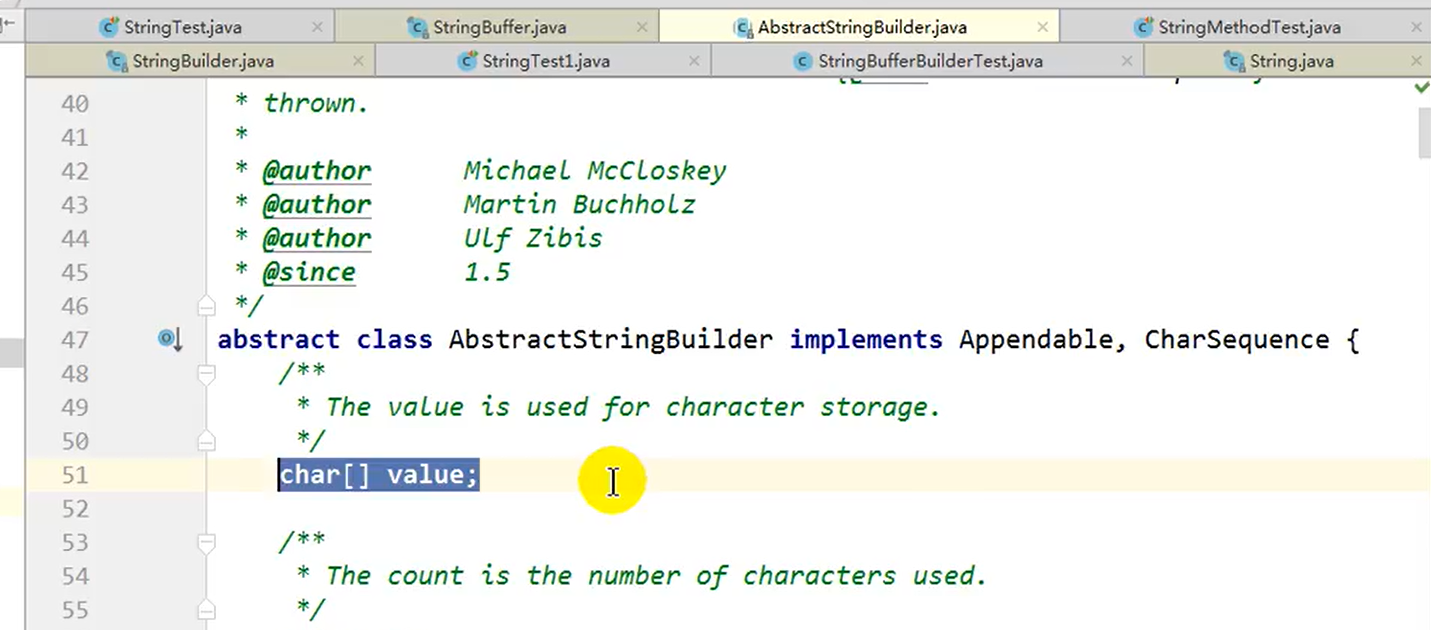 StringTest.java StringBuffer.java AbstractStringBuilder.java StringMethodTest.java
StringBuilder.java StringTest1.java StringBufferBuilderTest.java String.java
40 * thrown.
41 *
42 * @author Michael McCloskey
43 * @author Martin Buchholz
44 * @author Ulf Zibis
45 * @since 1.5
46 */
47 abstract class AbstractStringBuilder implements Appendable, CharSequence {
48 /**
49 * The value is used for character storage.
50 */
51 char[] value;
52
53 /**
54 * The count is the number of characters used.
55 */